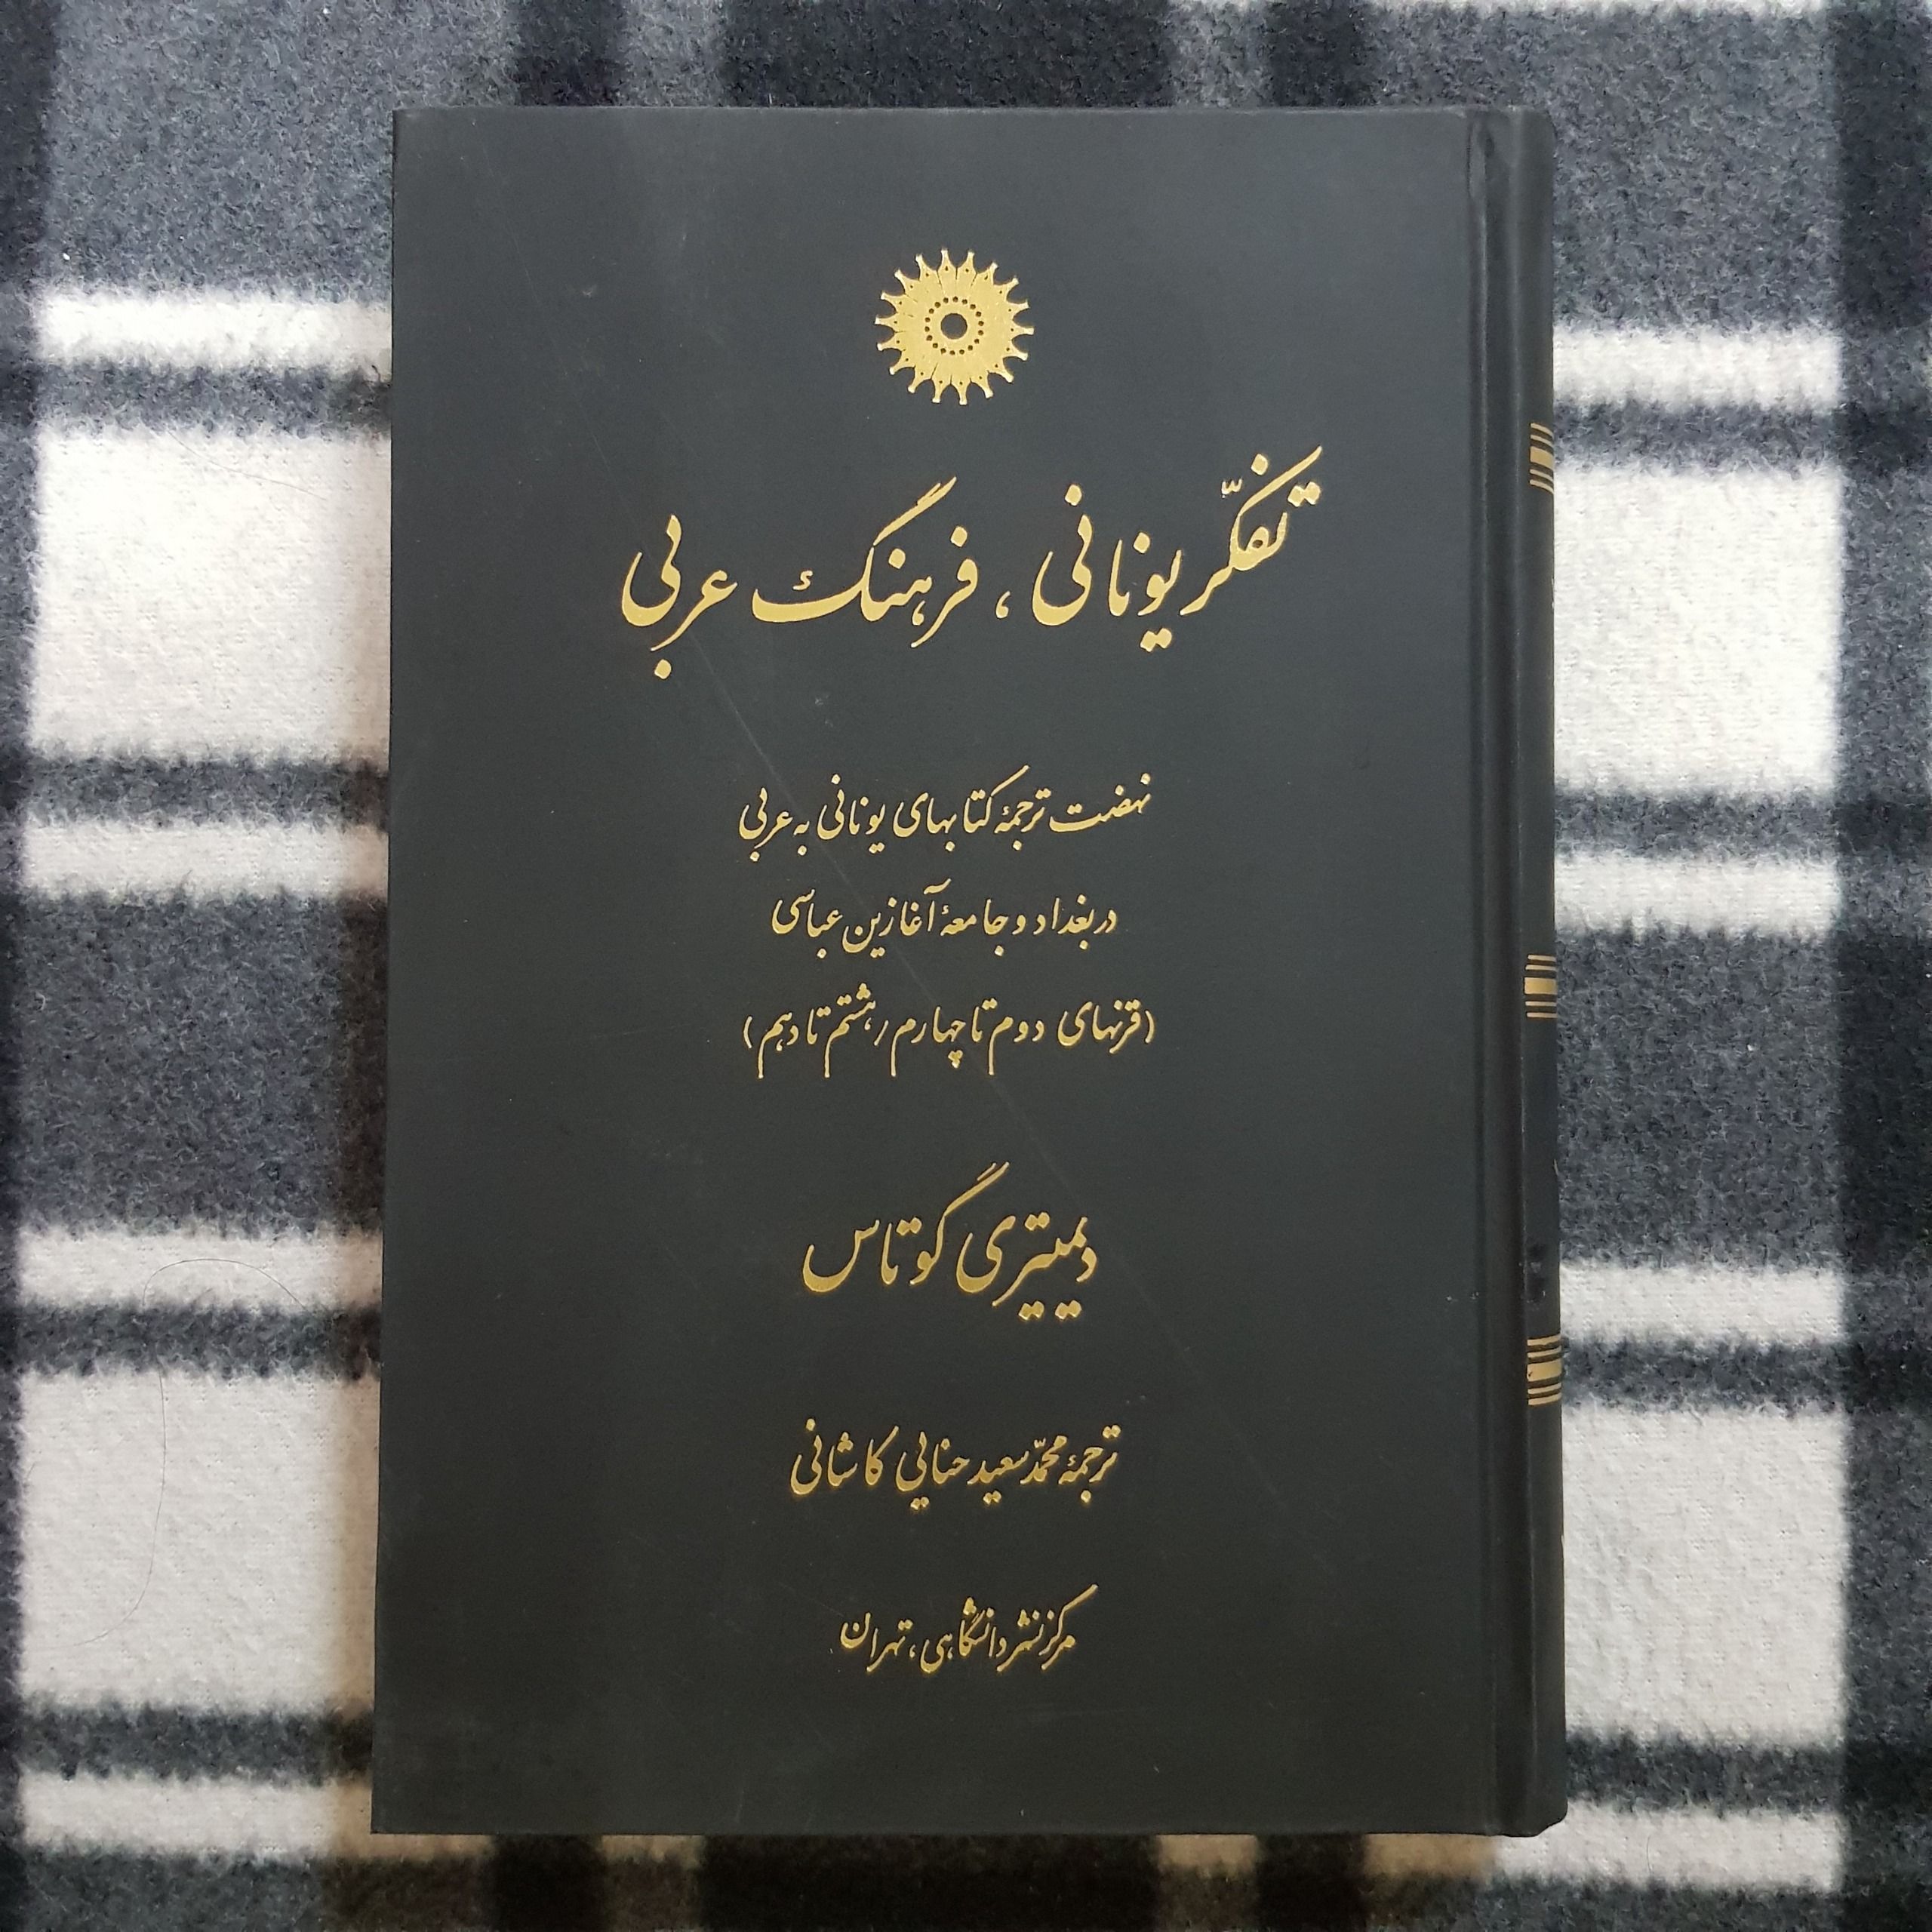 تفکّر یونانی، فرهنگ عربی
نهضت ترجمهٔ کتابهای یونانی به عربی
در بغداد و جامعهٔ آغازین عباسی
(قرنهای دوم تا چهارم / هشتم تا دهم)
دیمیتری گوتاس
ترجمهٔ محمّدسعید حنایی کاشانی
مرکز نشر دانشگاهی، تهران